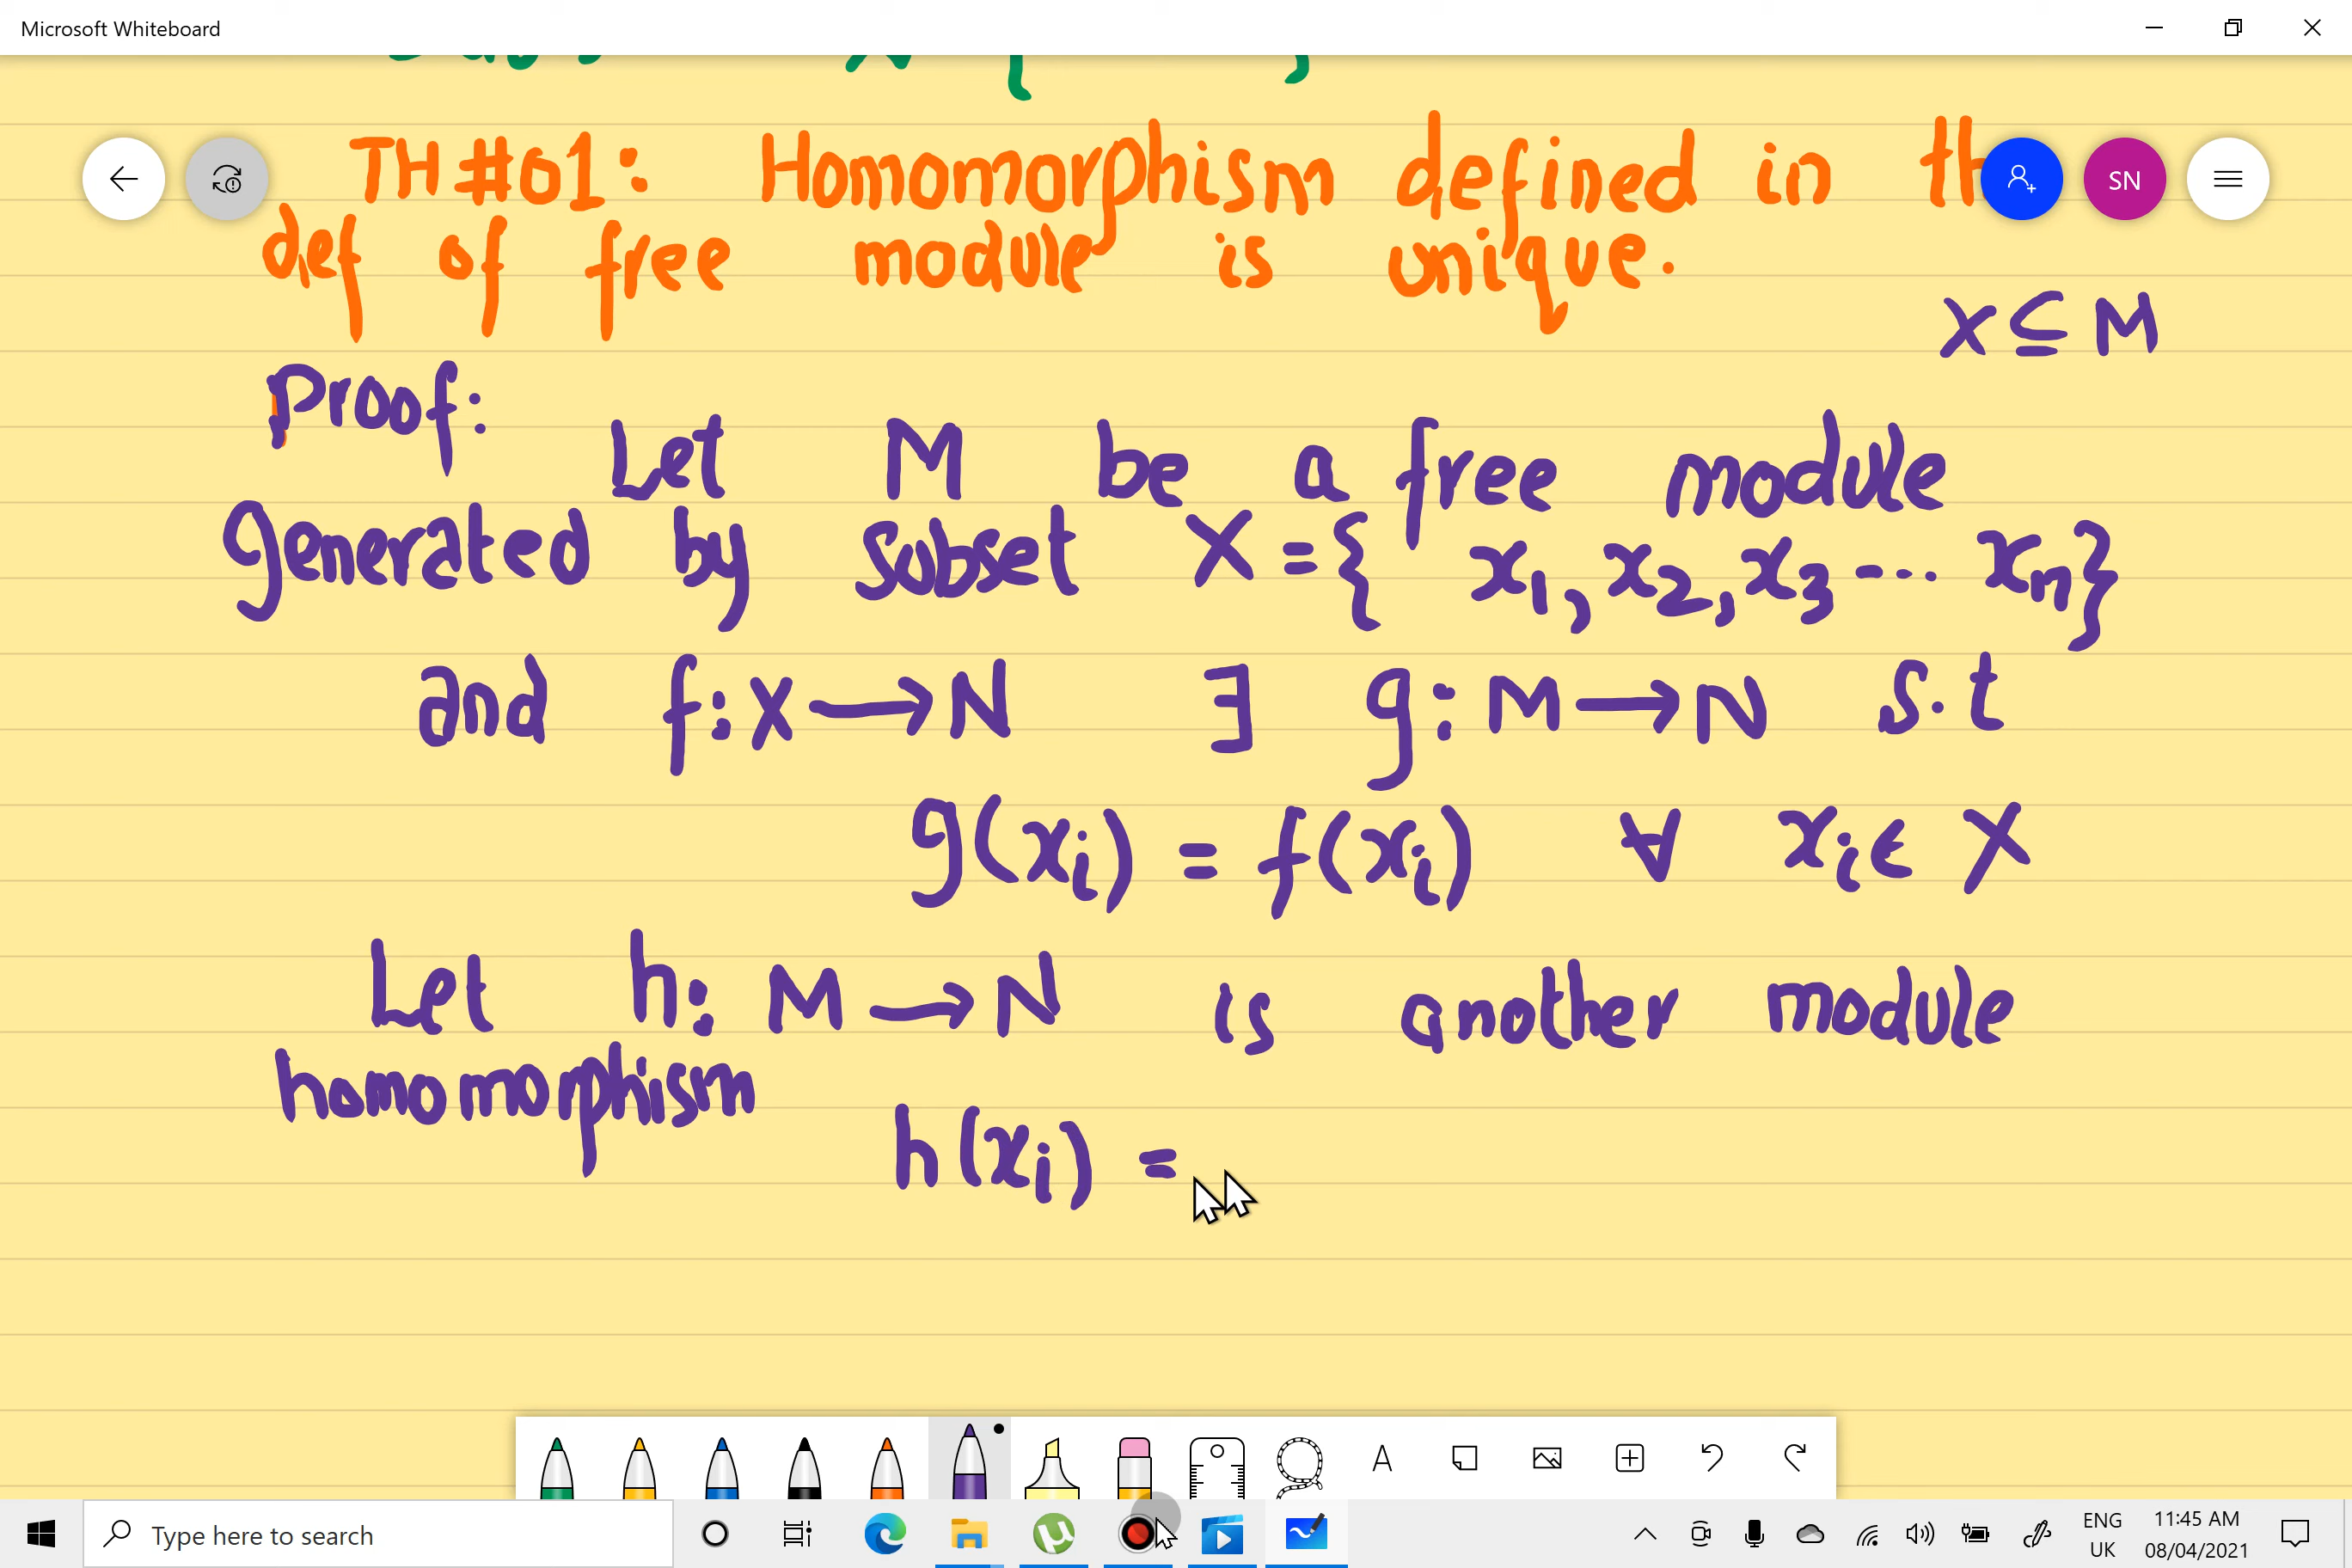 Microsoft Whiteboard
TH #01: Homomorphism defined in th
SN
def of free module is unique.
X ⊆ M
Proof:
Let M be a free module
generated by subset X = { x₁, x₂, x₃ --.. xₙ}
and f: X → N ∃ g: M → N s.t
g(xᵢ) = f(xᵢ) ∀ xᵢ ∈ X
Let h: M → N is another module
homomorphism
h(xᵢ) =
Type here to search
ENG
UK
11:45 AM
08/04/2021